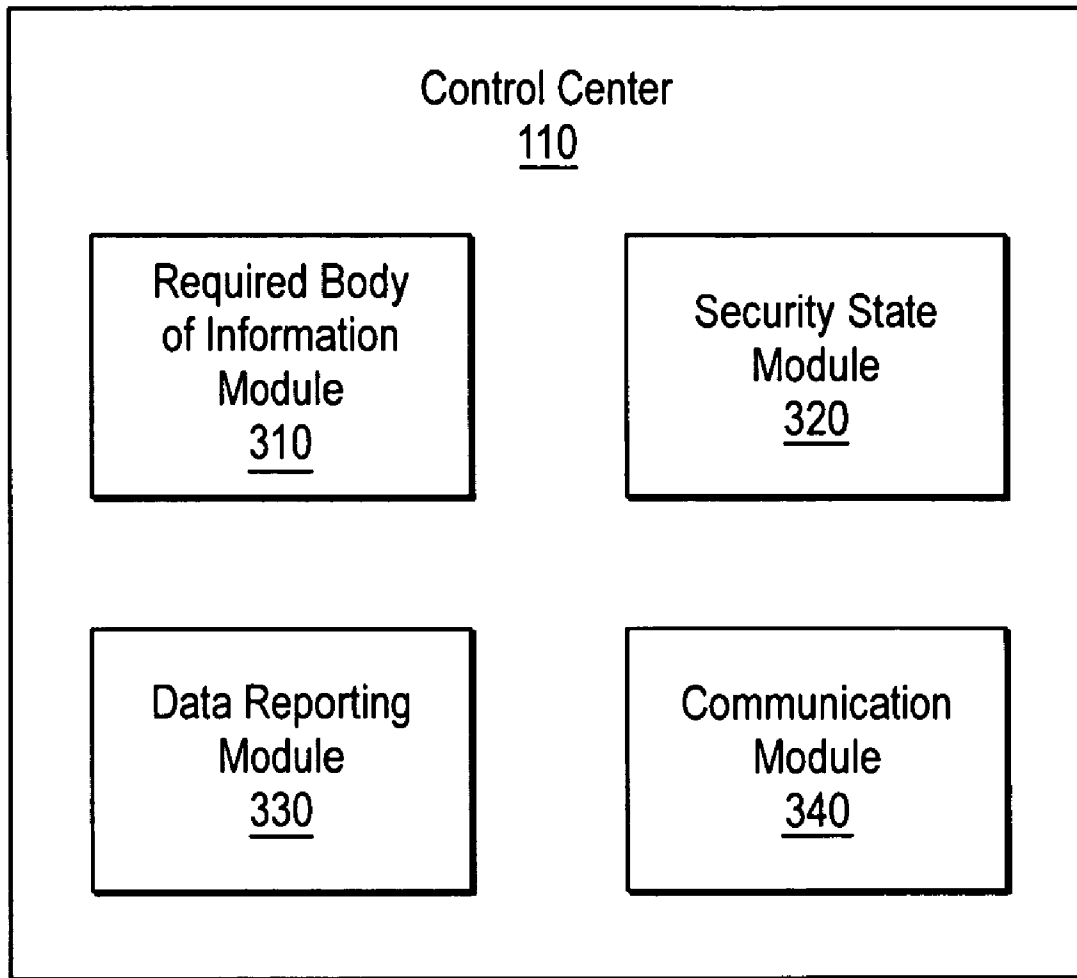 Control Center
110
Required Body
of Information
Module
310
Security State
Module
320
Data Reporting
Module
330
Communication
Module
340